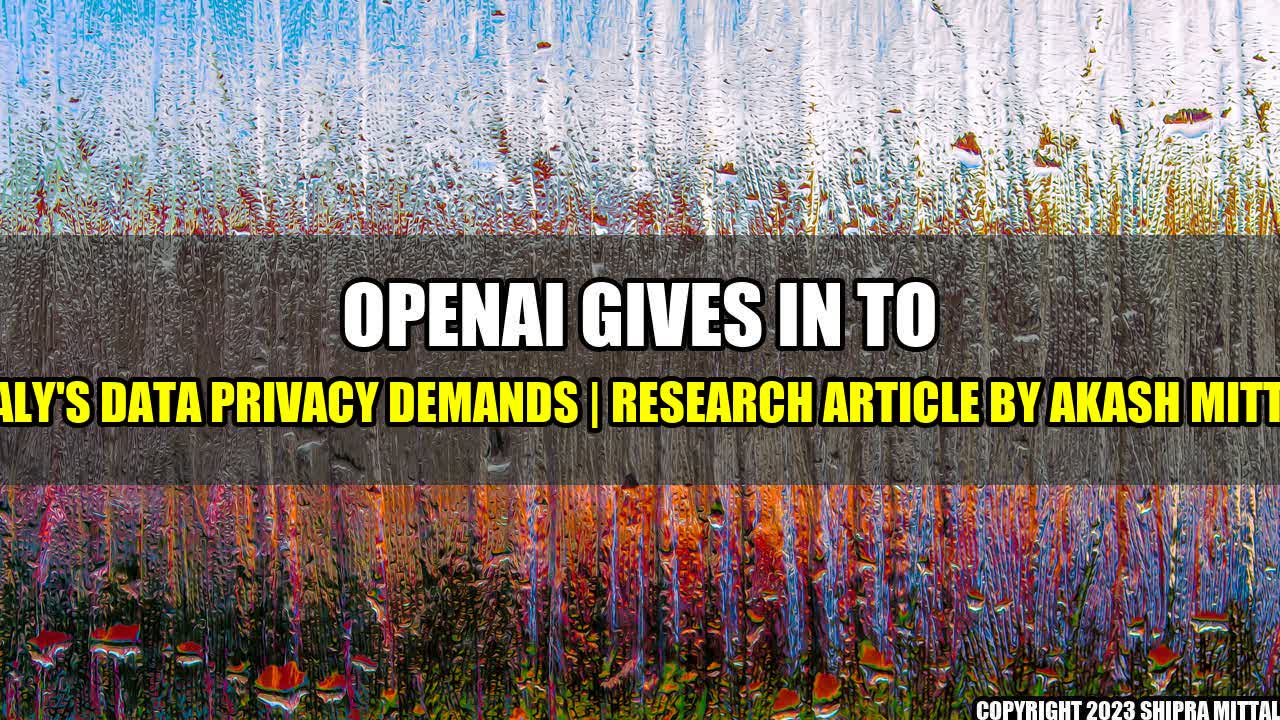 OPENAI GIVES IN TO
ALY'S DATA PRIVACY DEMANDS | RESEARCH ARTICLE BY AKASH MITT
COPYRIGHT 2023 SHIPRA MITTAL